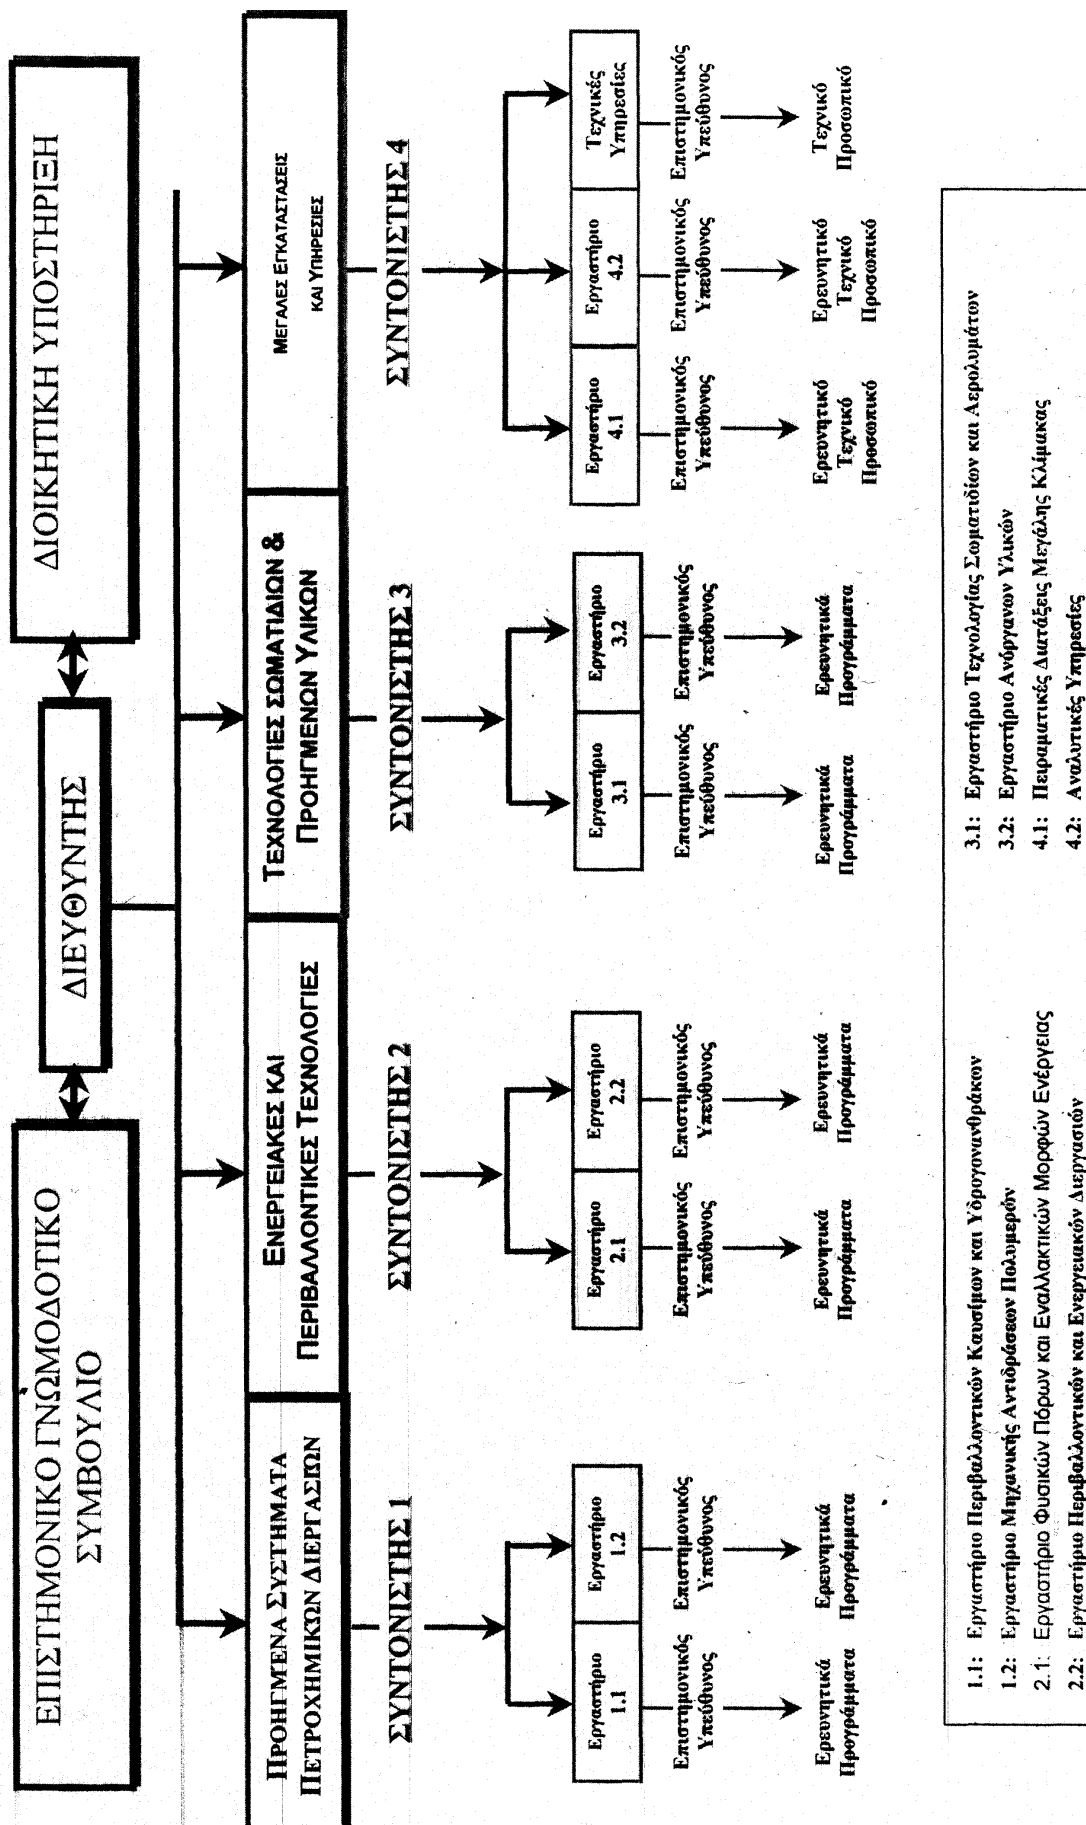 ΕΠΙΣΤΗΜΟΝΙΚΟ ΓΝΩΜΟΔΟΤΙΚΟ
ΣΥΜΒΟΥΛΙΟ
ΔΙΕΥΘΥΝΤΗΣ
ΔΙΟΙΚΗΤΙΚΗ ΥΠΟΣΤΗΡΙΞΗ
ΠΡΟΗΓΜΕΝΑ ΣΥΣΤΗΜΑΤΑ
ΠΕΤΡΟΧΗΜΙΚΩΝ ΔΙΕΡΓΑΣΙΩΝ
ΕΝΕΡΓΕΙΑΚΕΣ ΚΑΙ
ΠΕΡΙΒΑΛΛΟΝΤΙΚΕΣ ΤΕΧΝΟΛΟΓΙΕΣ
ΤΕΧΝΟΛΟΓΙΕΣ ΣΩΜΑΤΙΔΙΩΝ &
ΠΡΟΗΓΜΕΝΩΝ ΥΛΙΚΩΝ
ΜΕΓΑΛΕΣ ΕΓΚΑΤΑΣΤΑΣΕΙΣ
ΚΑΙ ΥΠΗΡΕΣΙΕΣ
ΣΥΝΤΟΝΙΣΤΗΣ 1
ΣΥΝΤΟΝΙΣΤΗΣ 2
ΣΥΝΤΟΝΙΣΤΗΣ 3
ΣΥΝΤΟΝΙΣΤΗΣ 4
Εργαστήριο
1.1
Εργαστήριο
1.2
Εργαστήριο
2.1
Εργαστήριο
2.2
Εργαστήριο
3.1
Εργαστήριο
3.2
Εργαστήριο
4.1
Εργαστήριο
4.2
Τεχνικές
Υπηρεσίες
Επιστημονικός
Υπεύθυνος
Επιστημονικός
Υπεύθυνος
Επιστημονικός
Υπεύθυνος
Επιστημονικός
Υπεύθυνος
Επιστημονικός
Υπεύθυνος
Επιστημονικός
Υπεύθυνος
Επιστημονικός
Υπεύθυνος
Επιστημονικός
Υπεύθυνος
Επιστημονικός
Υπεύθυνος
Ερευνητικά
Προγράμματα
Ερευνητικά
Προγράμματα
Ερευνητικά
Προγράμματα
Ερευνητικά
Προγράμματα
Ερευνητικά
Προγράμματα
Ερευνητικά
Προγράμματα
Ερευνητικό
Τεχνικό
Προσωπικό
Ερευνητικό
Τεχνικό
Προσωπικό
Τεχνικό
Προσωπικό
1.1: Εργαστήριο Περιβαλλοντικών Καυσίμων και Υδρογονανθράκων
1.2: Εργαστήριο Μηχανικής Αντιδράσεων Πολυμερών
2.1: Εργαστήριο Φυσικών Πόρων και Εναλλακτικών Μορφών Ενέργειας
2.2: Εργαστήριο Περιβαλλοντικών και Ενεργειακών Διεργασιών
3.1: Εργαστήριο Τεχνολογίας Σωματιδίων και Αερολυμάτων
3.2: Εργαστήριο Ανόργανων Υλικών
4.1: Πειραματικές Διατάξεις Μεγάλης Κλίμακας
4.2: Αναλυτικές Υπηρεσίες